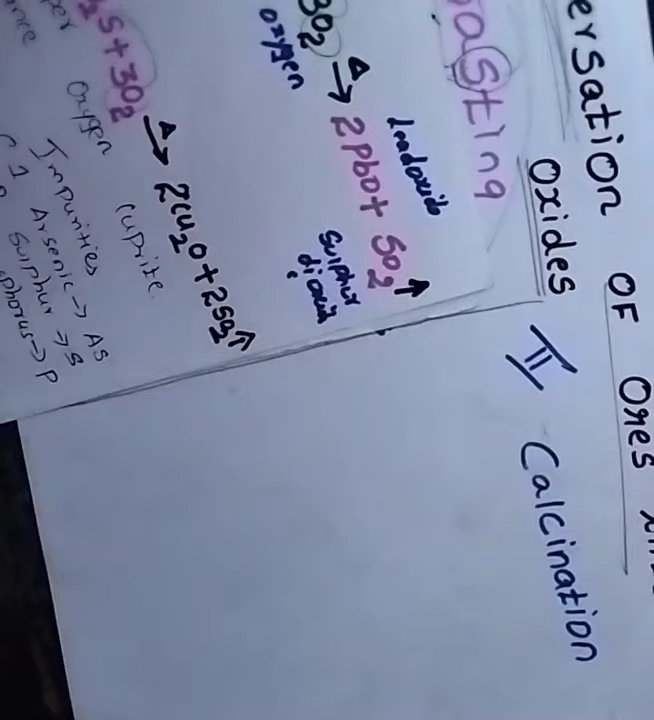 ersation OF Ores
Oxides
oasting
II Calcination
3O2 Δ→ 2Pbo + SO2↑
oxygen
leadoxide
sulphur
S + 3O2 Δ→ 2Cu2O + 2SO2↑
oxygen
cuprite
Impurities
1 Arsenic → AS
Sulphur → S
phorus → P